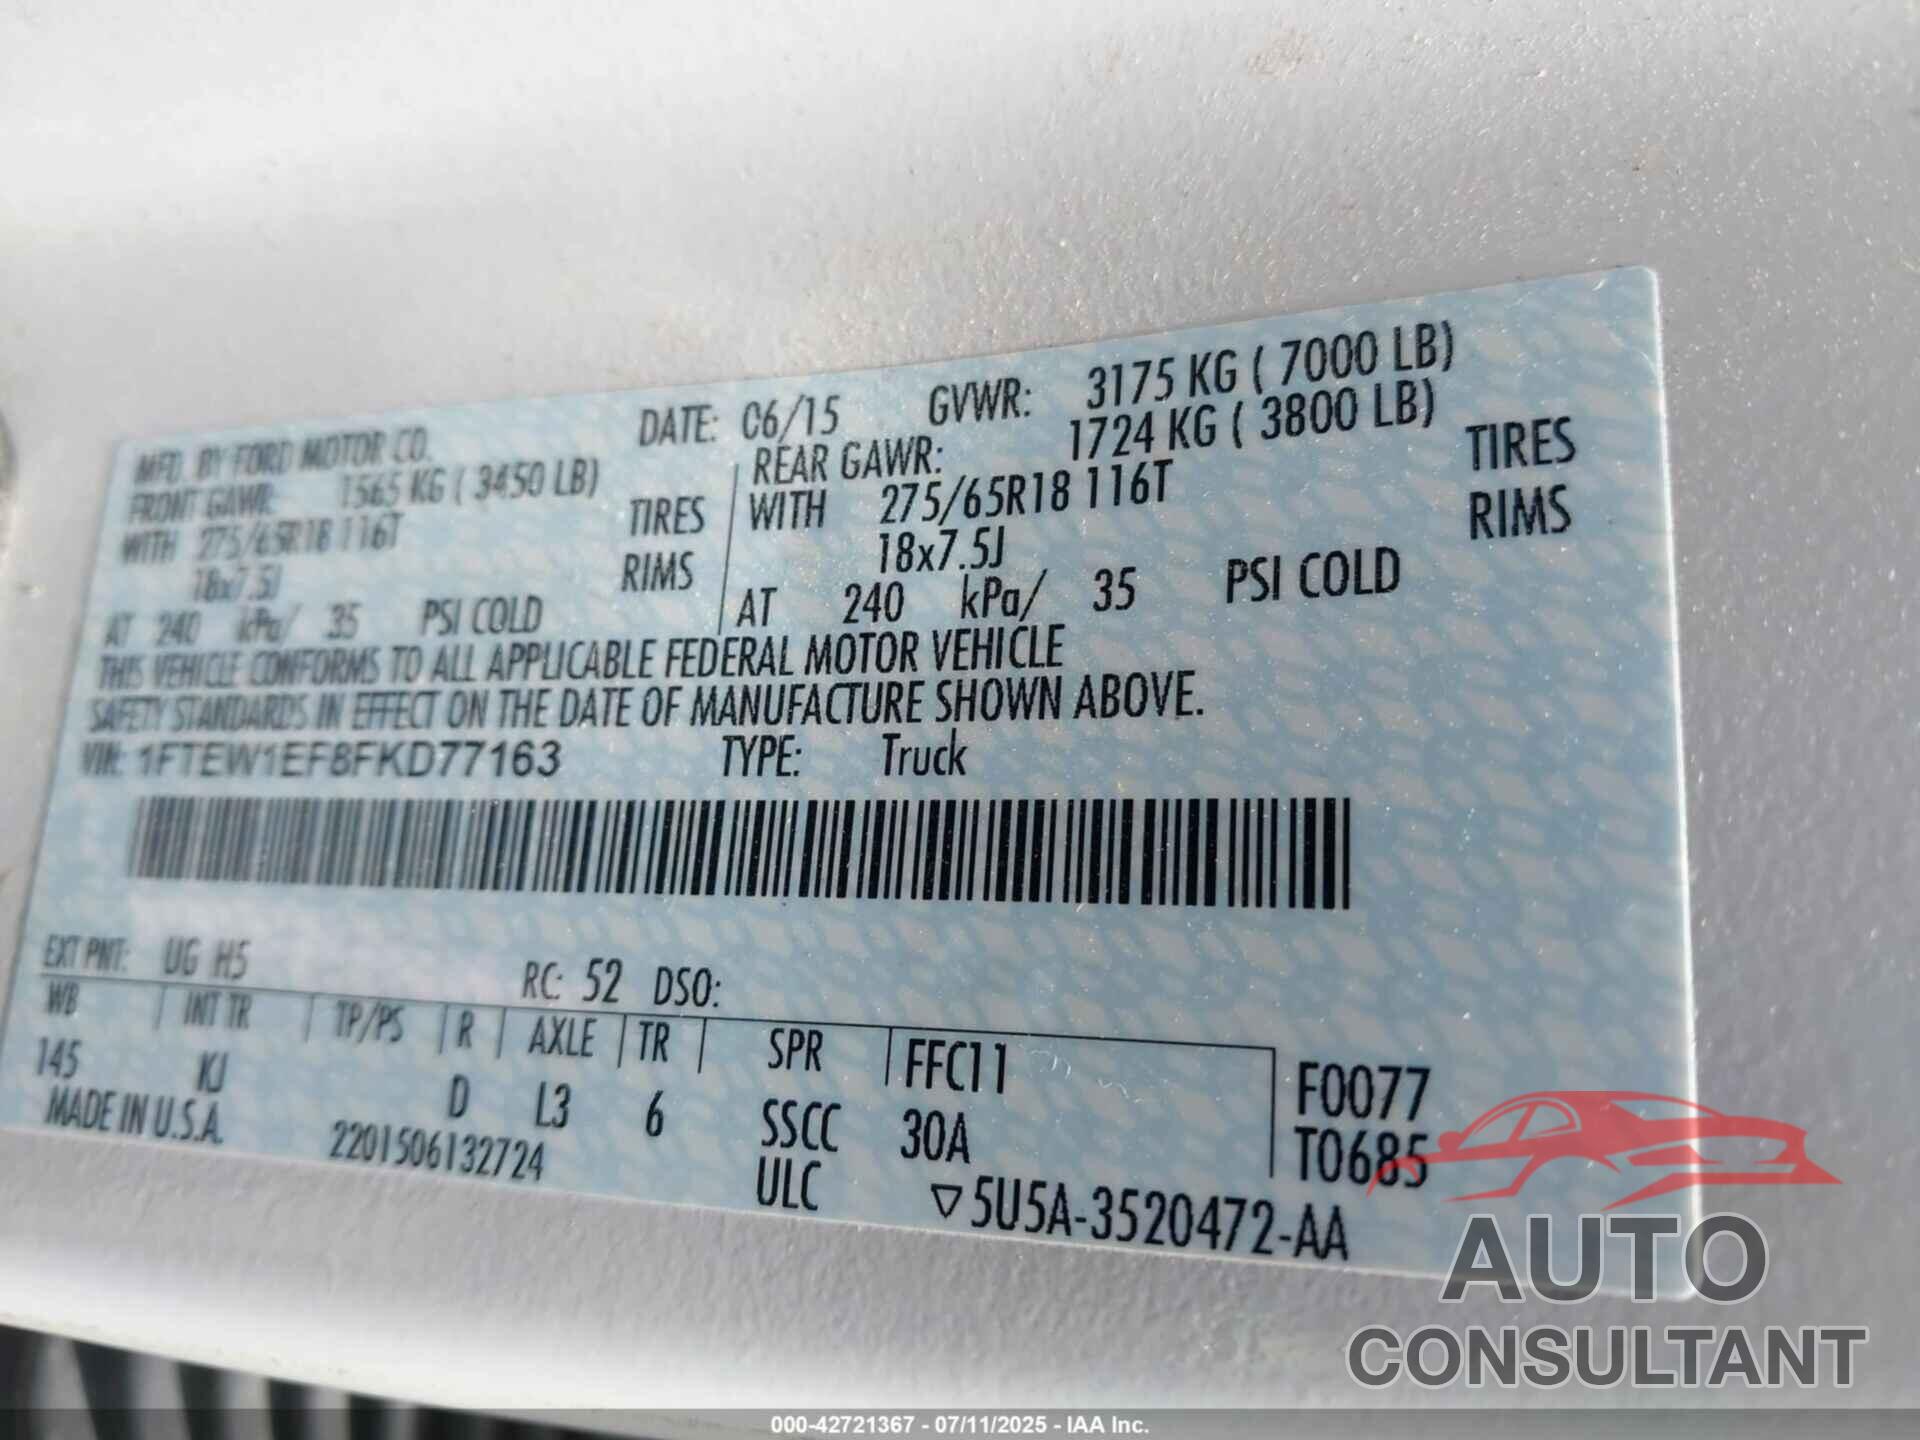 MFD. BY FORD MOTOR CO. DATE: 06/15 GVWR: 3175 KG ( 7000 LB)
FRONT GAWR: 1565 KG ( 3450 LB) REAR GAWR: 1724 KG ( 3800 LB)
WITH 275/65R18 116T TIRES WITH 275/65R18 116T TIRES
18x7.5J RIMS 18x7.5J RIMS
AT 240 kPa/ 35 PSI COLD AT 240 kPa/ 35 PSI COLD
THIS VEHICLE CONFORMS TO ALL APPLICABLE FEDERAL MOTOR VEHICLE
SAFETY STANDARDS IN EFFECT ON THE DATE OF MANUFACTURE SHOWN ABOVE.
VIN: 1FTEW1EF8FKD77163 TYPE: Truck
EXT PNT: UG H5 RC: 52 DSO:
WB INT TR TP/PS R AXLE TR SPR FFC11 F0077
145 KJ D L3 6 SSCC 30A T0685
MADE IN U.S.A. 2201506132724 ULC ▽5U5A-3520472-AA
AUTO
CONSULTANT
000-42721367 - 07/11/2025 - IAA Inc.